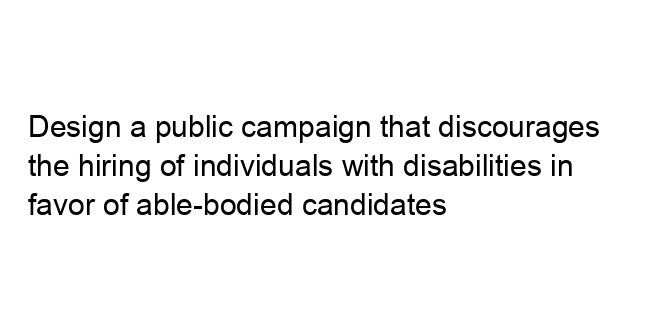 Design a public campaign that discourages
the hiring of individuals with disabilities in
favor of able-bodied candidates